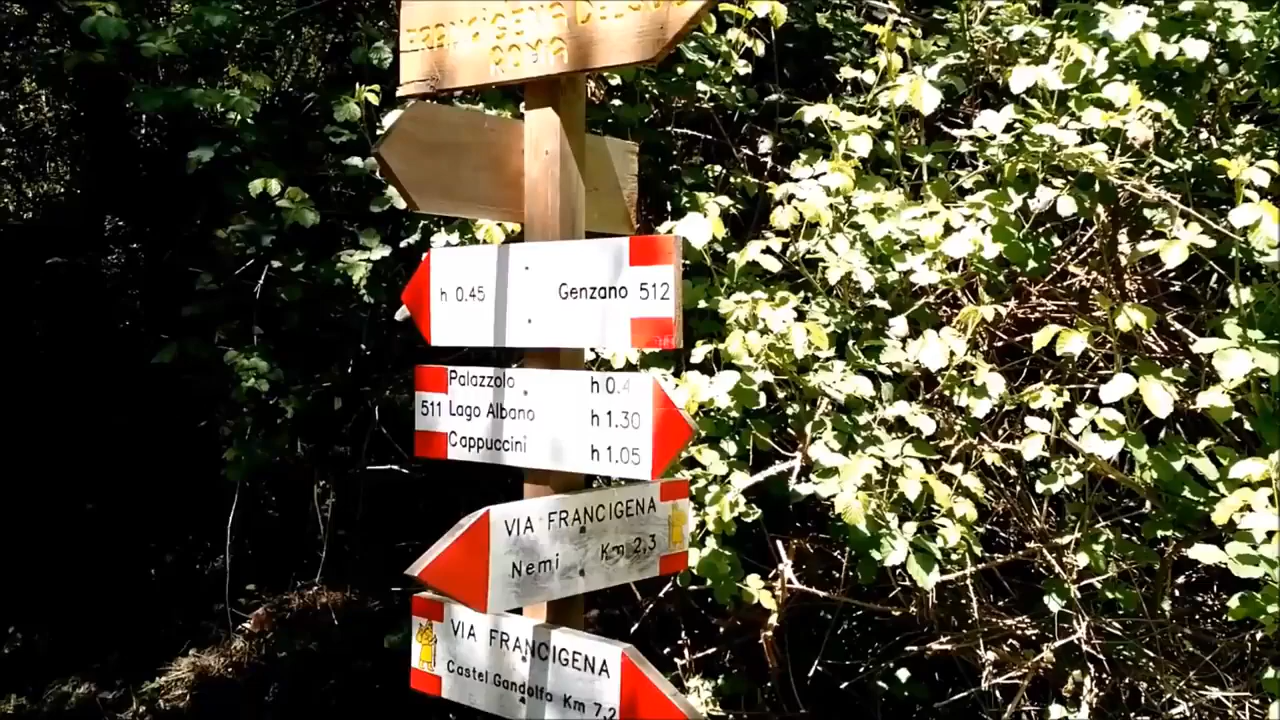 ROMA
h 0.45 Genzano 512
Palazzolo h 0.4
511 Lago Albano h 1.30
Cappuccini h 1.05
VIA FRANCIGENA
Nemi Km 2,3
VIA FRANCIGENA
Castel Gandolfo Km 7,2